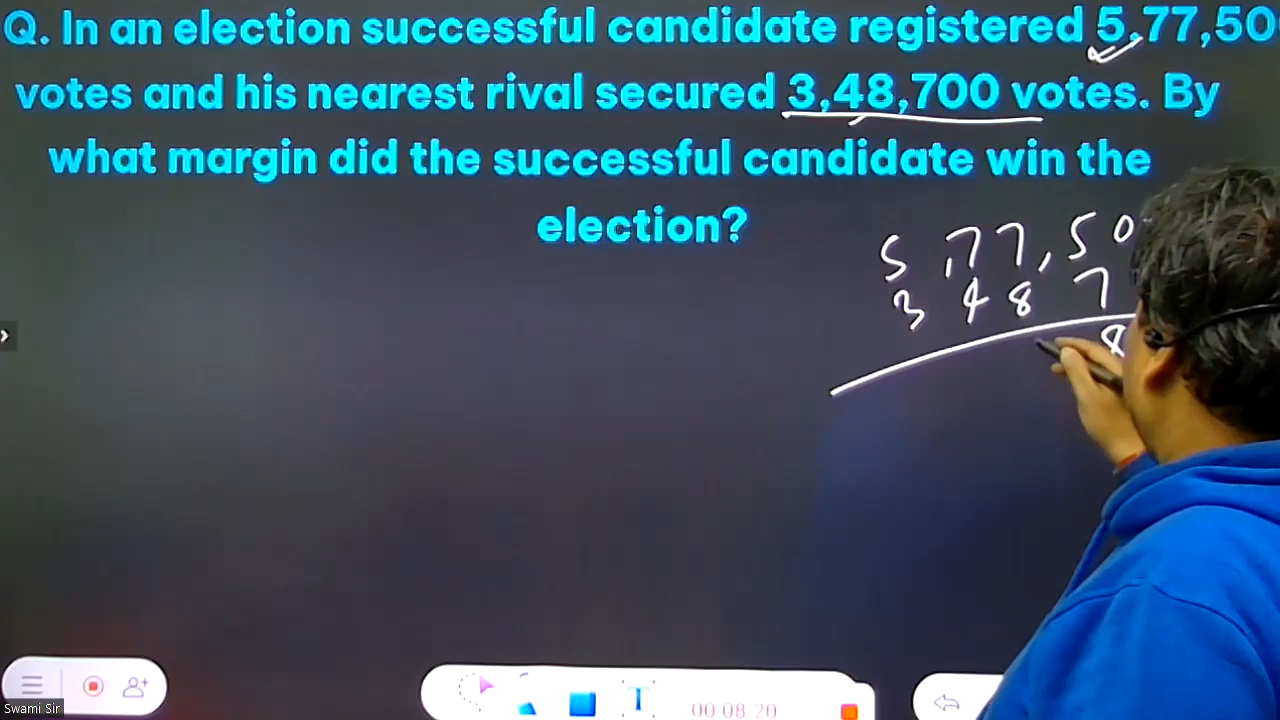 Q. In an election successful candidate registered 5,77,50
votes and his nearest rival secured 3,48,700 votes. By
what margin did the successful candidate win the
election?
5,77,50
3 4 8 7
8
T
00:08:20
Swami Sir